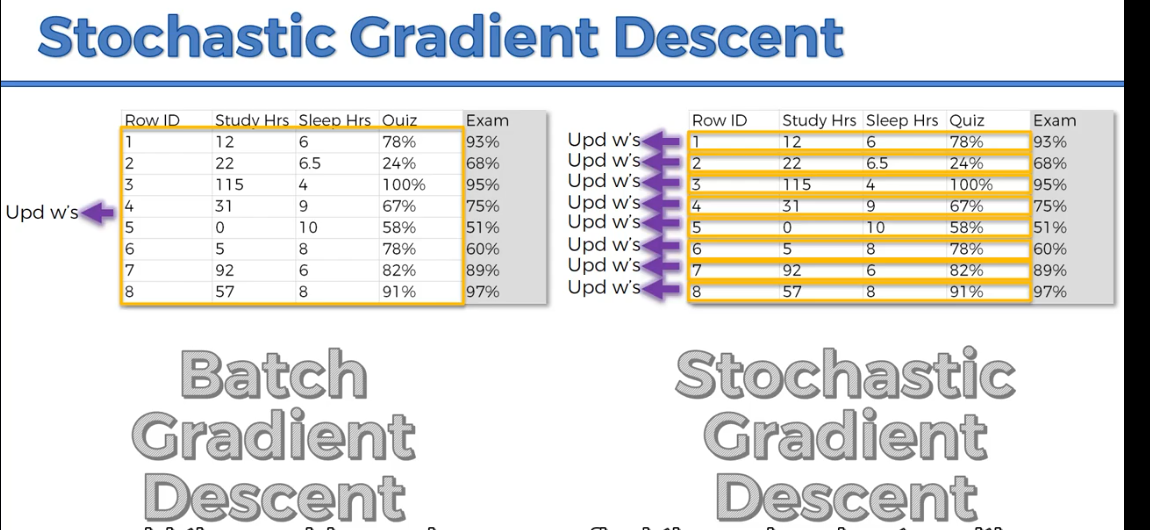 Stochastic Gradient Descent
Row ID Study Hrs Sleep Hrs Quiz Exam
1 12 6 78% 93%
2 22 6.5 24% 68%
3 115 4 100% 95%
4 31 9 67% 75%
5 0 10 58% 51%
6 5 8 78% 60%
7 92 6 82% 89%
8 57 8 91% 97%
Upd w's
Row ID Study Hrs Sleep Hrs Quiz Exam
Upd w's 1 12 6 78% 93%
Upd w's 2 22 6.5 24% 68%
Upd w's 3 115 4 100% 95%
Upd w's 4 31 9 67% 75%
Upd w's 5 0 10 58% 51%
Upd w's 6 5 8 78% 60%
Upd w's 7 92 6 82% 89%
Upd w's 8 57 8 91% 97%
Batch
Gradient
Descent
Stochastic
Gradient
Descent